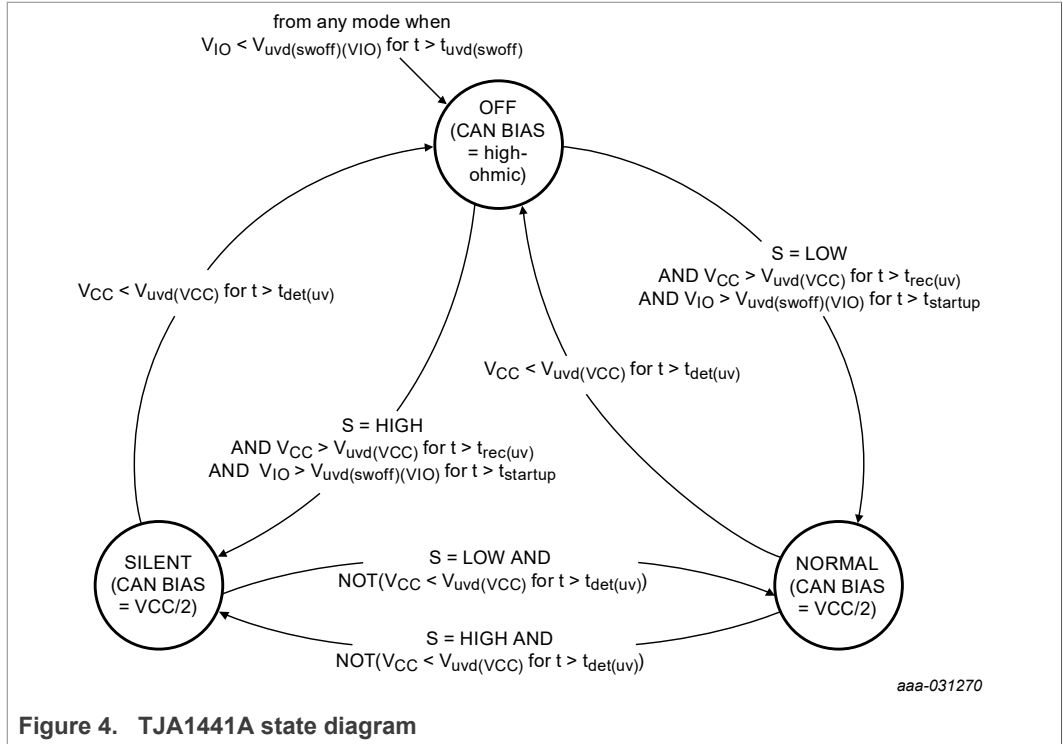 from any mode when
VIO < Vuvd(swoff)(VIO) for t > tuvd(swoff)
OFF
(CAN BIAS
= high-
ohmic)
S = LOW
AND VCC > Vuvd(VCC) for t > trec(uv)
AND VIO > Vuvd(swoff)(VIO) for t > tstartup
VCC < Vuvd(VCC) for t > tdet(uv)
VCC < Vuvd(VCC) for t > tdet(uv)
S = HIGH
AND VCC > Vuvd(VCC) for t > trec(uv)
AND VIO > Vuvd(swoff)(VIO) for t > tstartup
SILENT
(CAN BIAS
= VCC/2)
S = LOW AND
NOT(VCC < Vuvd(VCC) for t > tdet(uv))
NORMAL
(CAN BIAS
= VCC/2)
S = HIGH AND
NOT(VCC < Vuvd(VCC) for t > tdet(uv))
aaa-031270
Figure 4. TJA1441A state diagram